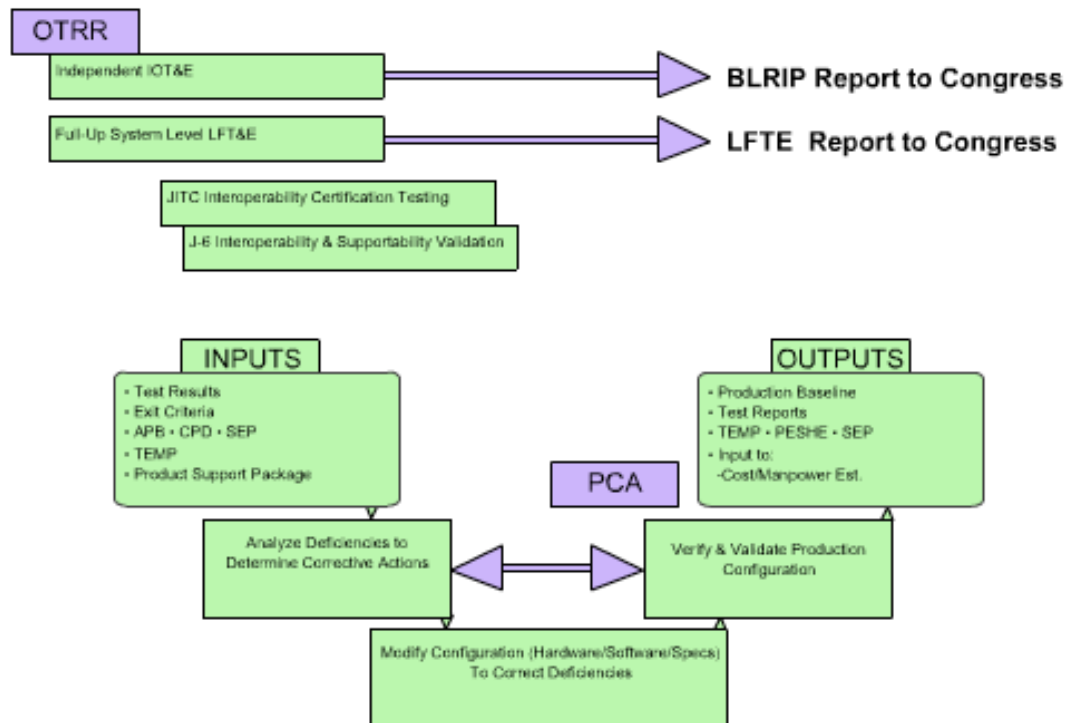 OTRR
Independent IOT&E
BLRIP Report to Congress
Full-Up System Level LFT&E
LFTE Report to Congress
JITC Interoperability Certification Testing
J-6 Interoperability & Supportability Validation
INPUTS
• Test Results
• Exit Criteria
• APB • CPD • SEP
• TEMP
• Product Support Package
OUTPUTS
• Production Baseline
• Test Reports
• TEMP • PESHE • SEP
• Input to:
-Cost/Manpower Est.
PCA
Analyze Deficiencies to
Determine Corrective Actions
Verify & Validate Production
Configuration
Modify Configuration (Hardware/Software/Specs)
To Correct Deficiencies